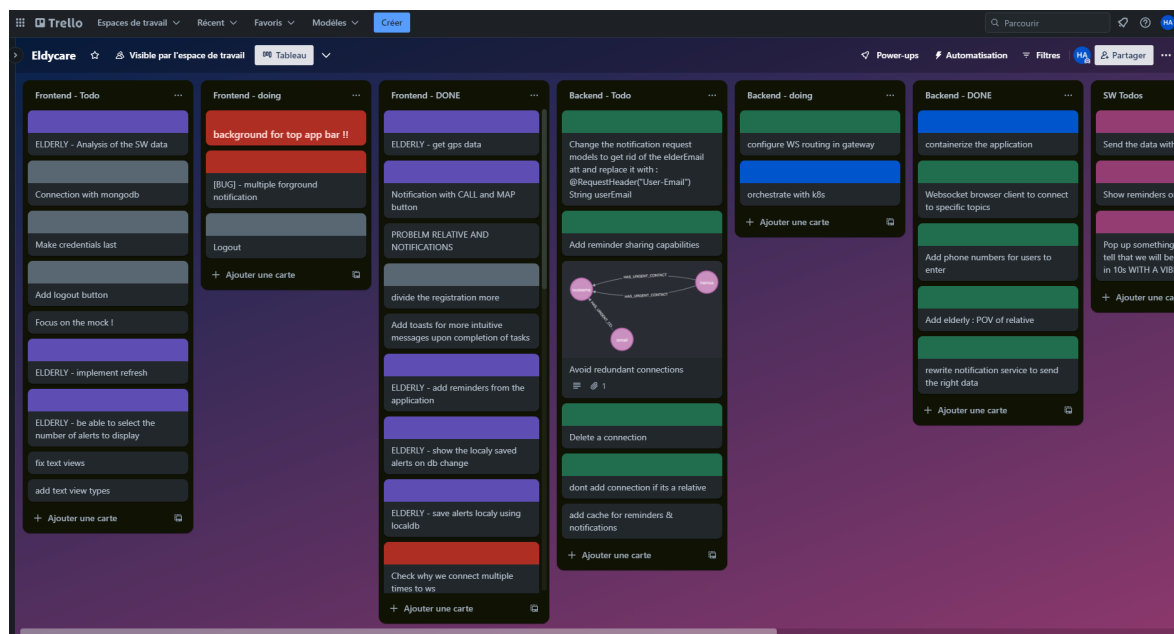 Trello
Espaces de travail
Récent
Favoris
Modèles
Créer
Parcourir
HA
Eldycare
Visible par l'espace de travail
Tableau
Power-ups
Automatisation
Filtres
HA
Partager
Frontend - Todo
ELDERLY - Analysis of the SW data
Connection with mongodb
Make credentials last
Add logout button
Focus on the mock !
ELDERLY - implement refresh
ELDERLY - be able to select the
number of alerts to display
fix text views
add text view types
Ajouter une carte
Frontend - doing
background for top app bar !!
[BUG] - multiple forground
notification
Logout
Ajouter une carte
Frontend - DONE
ELDERLY - get gps data
Notification with CALL and MAP
button
PROBELM RELATIVE AND
NOTIFICATIONS
divide the registration more
Add toasts for more intuitive
messages upon completion of tasks
ELDERLY - add reminders from the
application
ELDERLY - show the localy saved
alerts on db change
ELDERLY - save alerts localy using
localdb
Check why we connect multiple
times to ws
Ajouter une carte
Backend - Todo
Change the notification request
models to get rid of the elderEmail
att and replace it with :
@RequestHeader("User-Email")
String userEmail
Add reminder sharing capabilities
HAS_URGENT_CONTACT
HAS_URGENT_CONTACT
Avoid redundant connections
1
Delete a connection
dont add connection if its a relative
add cache for reminders &
notifications
Ajouter une carte
Backend - doing
configure WS routing in gateway
orchestrate with k8s
Ajouter une carte
Backend - DONE
containerize the application
Websocket browser client to connect
to specific topics
Add phone numbers for users to
enter
Add elderly : POV of relative
rewrite notification service to send
the right data
Ajouter une carte
SW Todos
Send the data with
Show reminders o
Pop up something
tell that we will be
in 10s WITH A VIB
Ajouter une ca